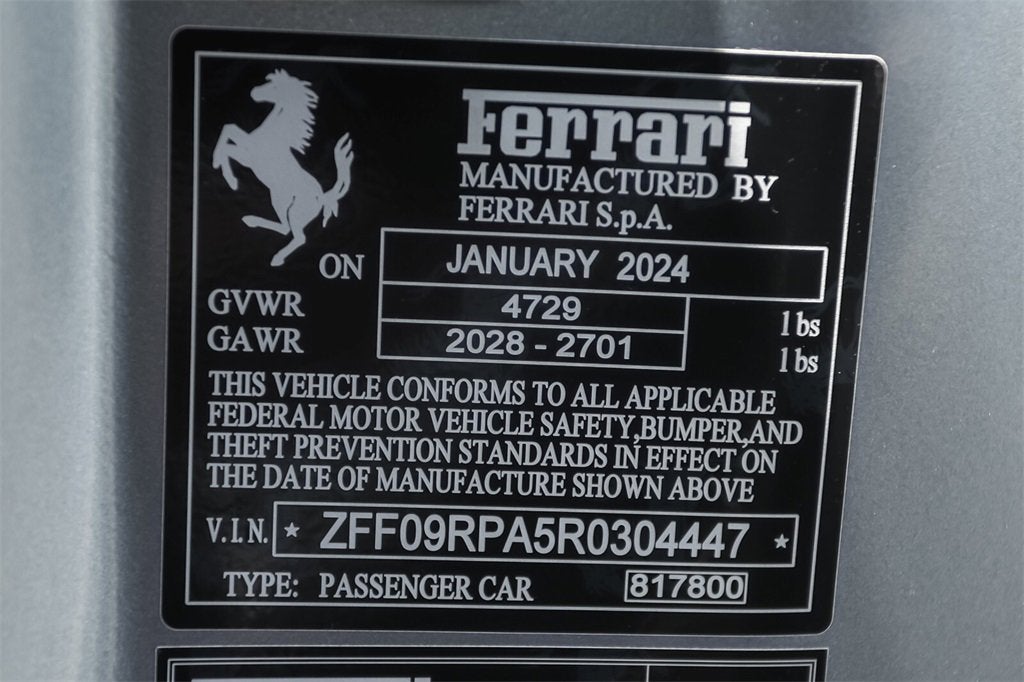 Ferrari
MANUFACTURED BY
FERRARI S.p.A.
ON JANUARY 2024
GVWR 4729 lbs
GAWR 2028 - 2701 lbs
THIS VEHICLE CONFORMS TO ALL APPLICABLE
FEDERAL MOTOR VEHICLE SAFETY,BUMPER,AND
THEFT PREVENTION STANDARDS IN EFFECT ON
THE DATE OF MANUFACTURE SHOWN ABOVE
V.I.N. ★ ZFF09RPA5R0304447 ★
TYPE: PASSENGER CAR 817800